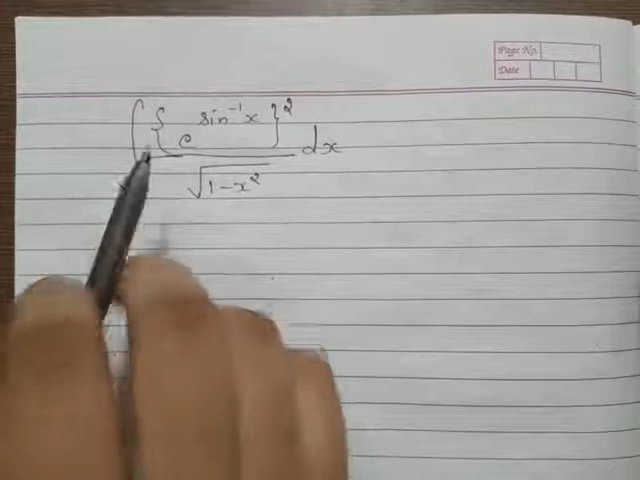 Page No.
Date
∫ {e^sin⁻¹x}² / √1-x² dx